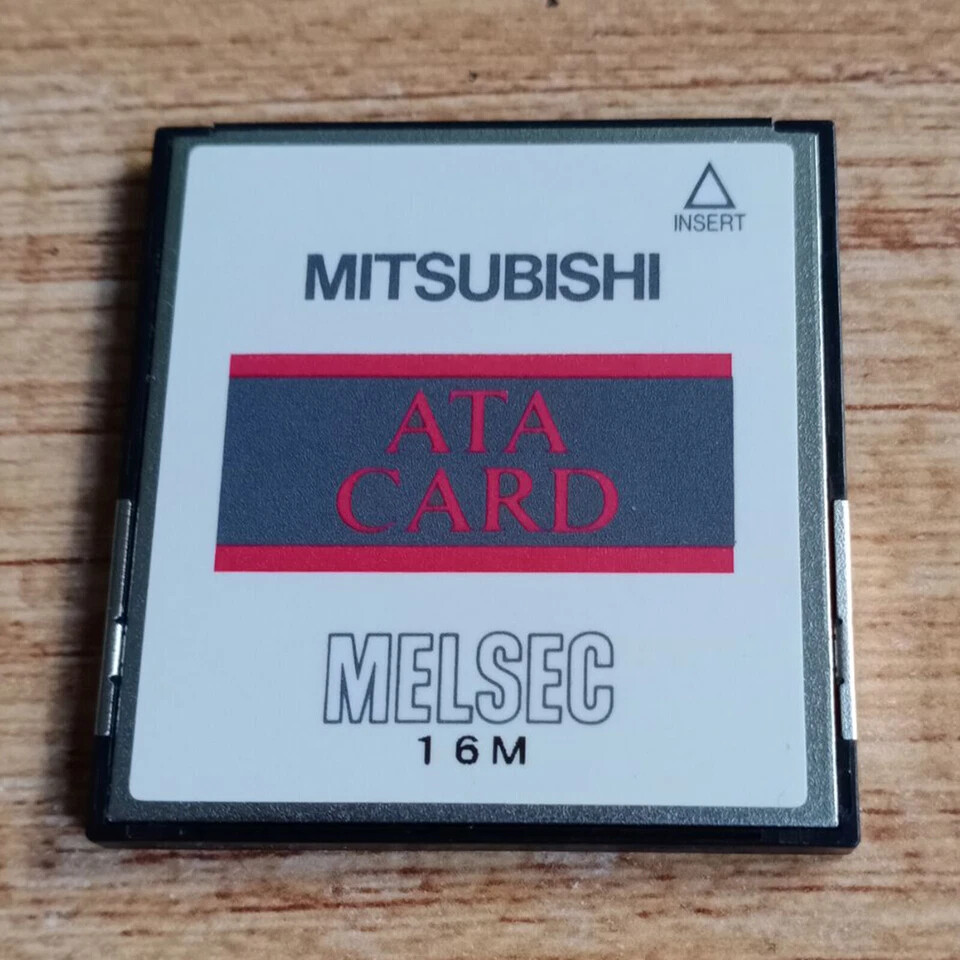 INSERT
MITSUBISHI
ATA
CARD
MELSEC
16M